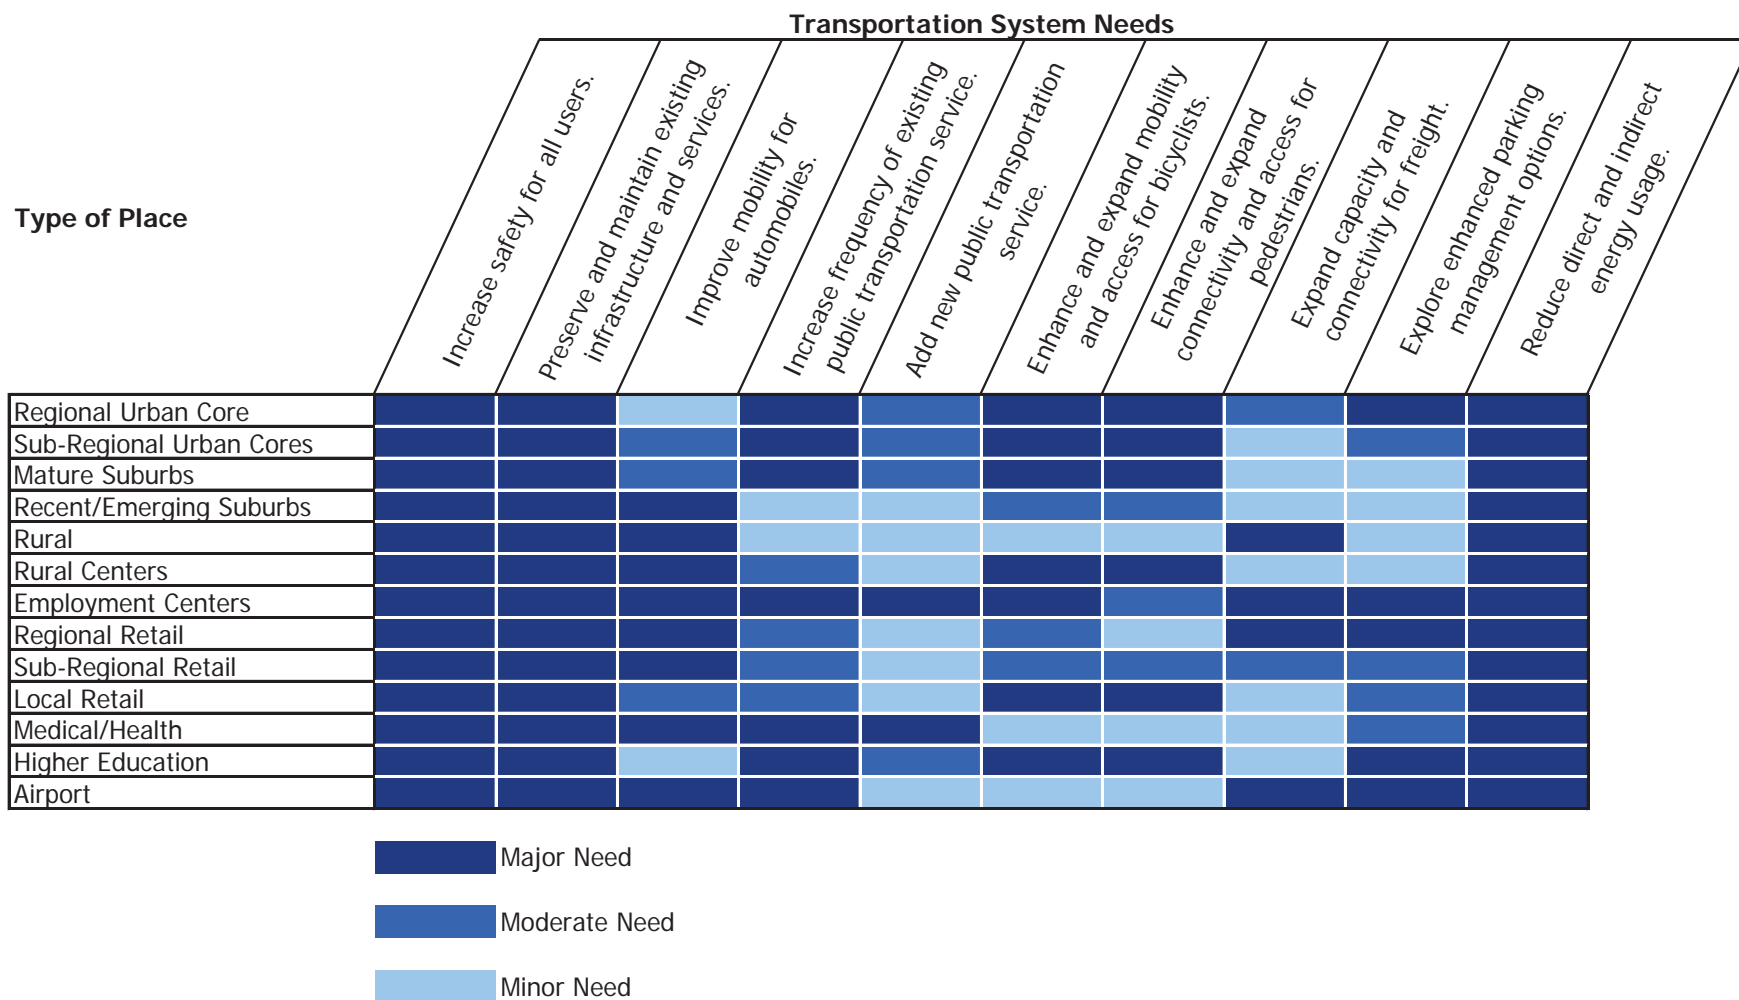 Transportation System Needs
Type of Place
Increase safety for all users.
Preserve and maintain existing
infrastructure and services.
Improve mobility for
automobiles.
Increase frequency of existing
public transportation service.
Add new public transportation
service.
Enhance and expand mobility
and access for bicyclists.
Enhance and expand
connectivity and access for
pedestrians.
Expand capacity and
connectivity for freight.
Explore enhanced parking
management options.
Reduce direct and indirect
energy usage.
Regional Urban Core
Sub-Regional Urban Cores
Mature Suburbs
Recent/Emerging Suburbs
Rural
Rural Centers
Employment Centers
Regional Retail
Sub-Regional Retail
Local Retail
Medical/Health
Higher Education
Airport
Major Need
Moderate Need
Minor Need